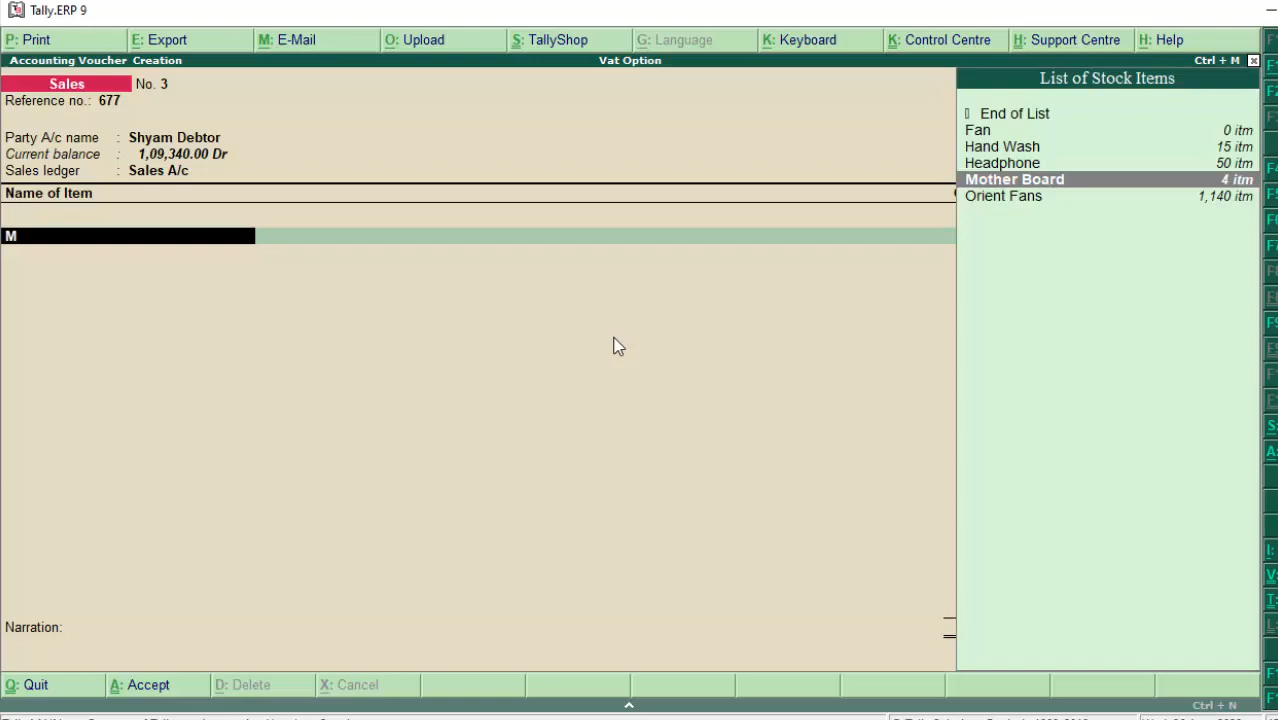 Tally.ERP 9
P: Print E: Export M: E-Mail O: Upload S: TallyShop G: Language K: Keyboard K: Control Centre H: Support Centre H: Help
Accounting Voucher Creation Vat Option Ctrl + M
Sales No. 3
Reference no.: 677
Party A/c name : Shyam Debtor
Current balance : 1,09,340.00 Dr
Sales ledger : Sales A/c
Name of Item
M
List of Stock Items
End of List
Fan 0 itm
Hand Wash 15 itm
Headphone 50 itm
Mother Board 4 itm
Orient Fans 1,140 itm
Narration:
Q: Quit A: Accept D: Delete X: Cancel
Ctrl + N